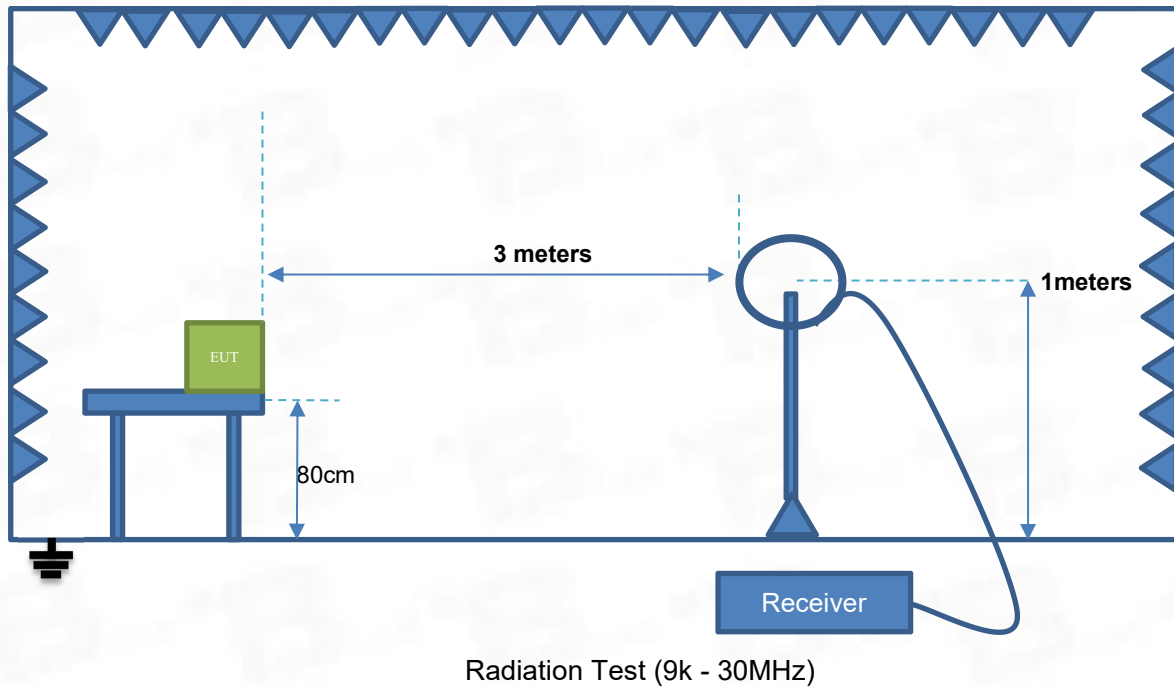 3 meters
1meters
EUT
80cm
Receiver
Radiation Test (9k - 30MHz)